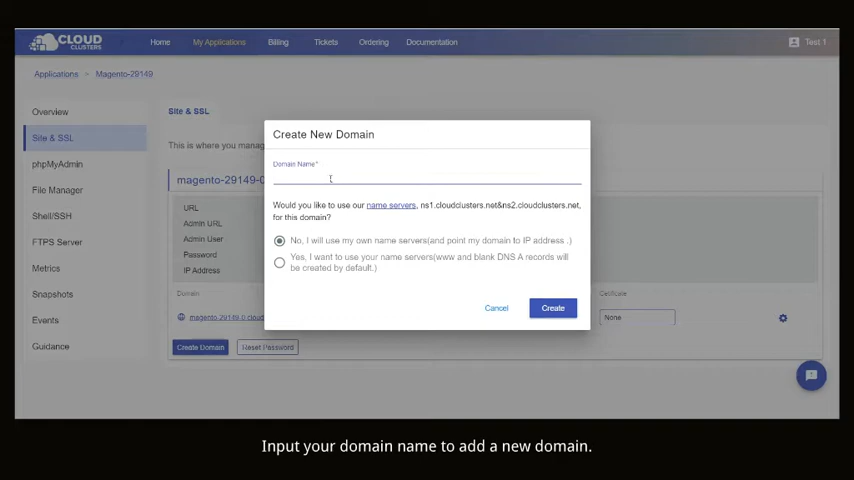 CLOUD CLUSTERS
Home My Applications Billing Tickets Ordering Documentation Test 1
Applications > Magento-29149
Overview
Site & SSL
phpMyAdmin
File Manager
Shell/SSH
FTPS Server
Metrics
Snapshots
Events
Guidance
Site & SSL
This is where you manag
magento-29149-0
URL
Admin URL
Admin User
Password
IP Address
Domain Certificate
magento-29149-0.cloud None
Create Domain Reset Password
Create New Domain
Domain Name*
Would you like to use our name servers, ns1.cloudclusters.net&ns2.cloudclusters.net,
for this domain?
No, I will use my own name servers(and point my domain to IP address .)
Yes, I want to use your name servers(www and blank DNS A records will
be created by default.)
Cancel Create
Input your domain name to add a new domain.